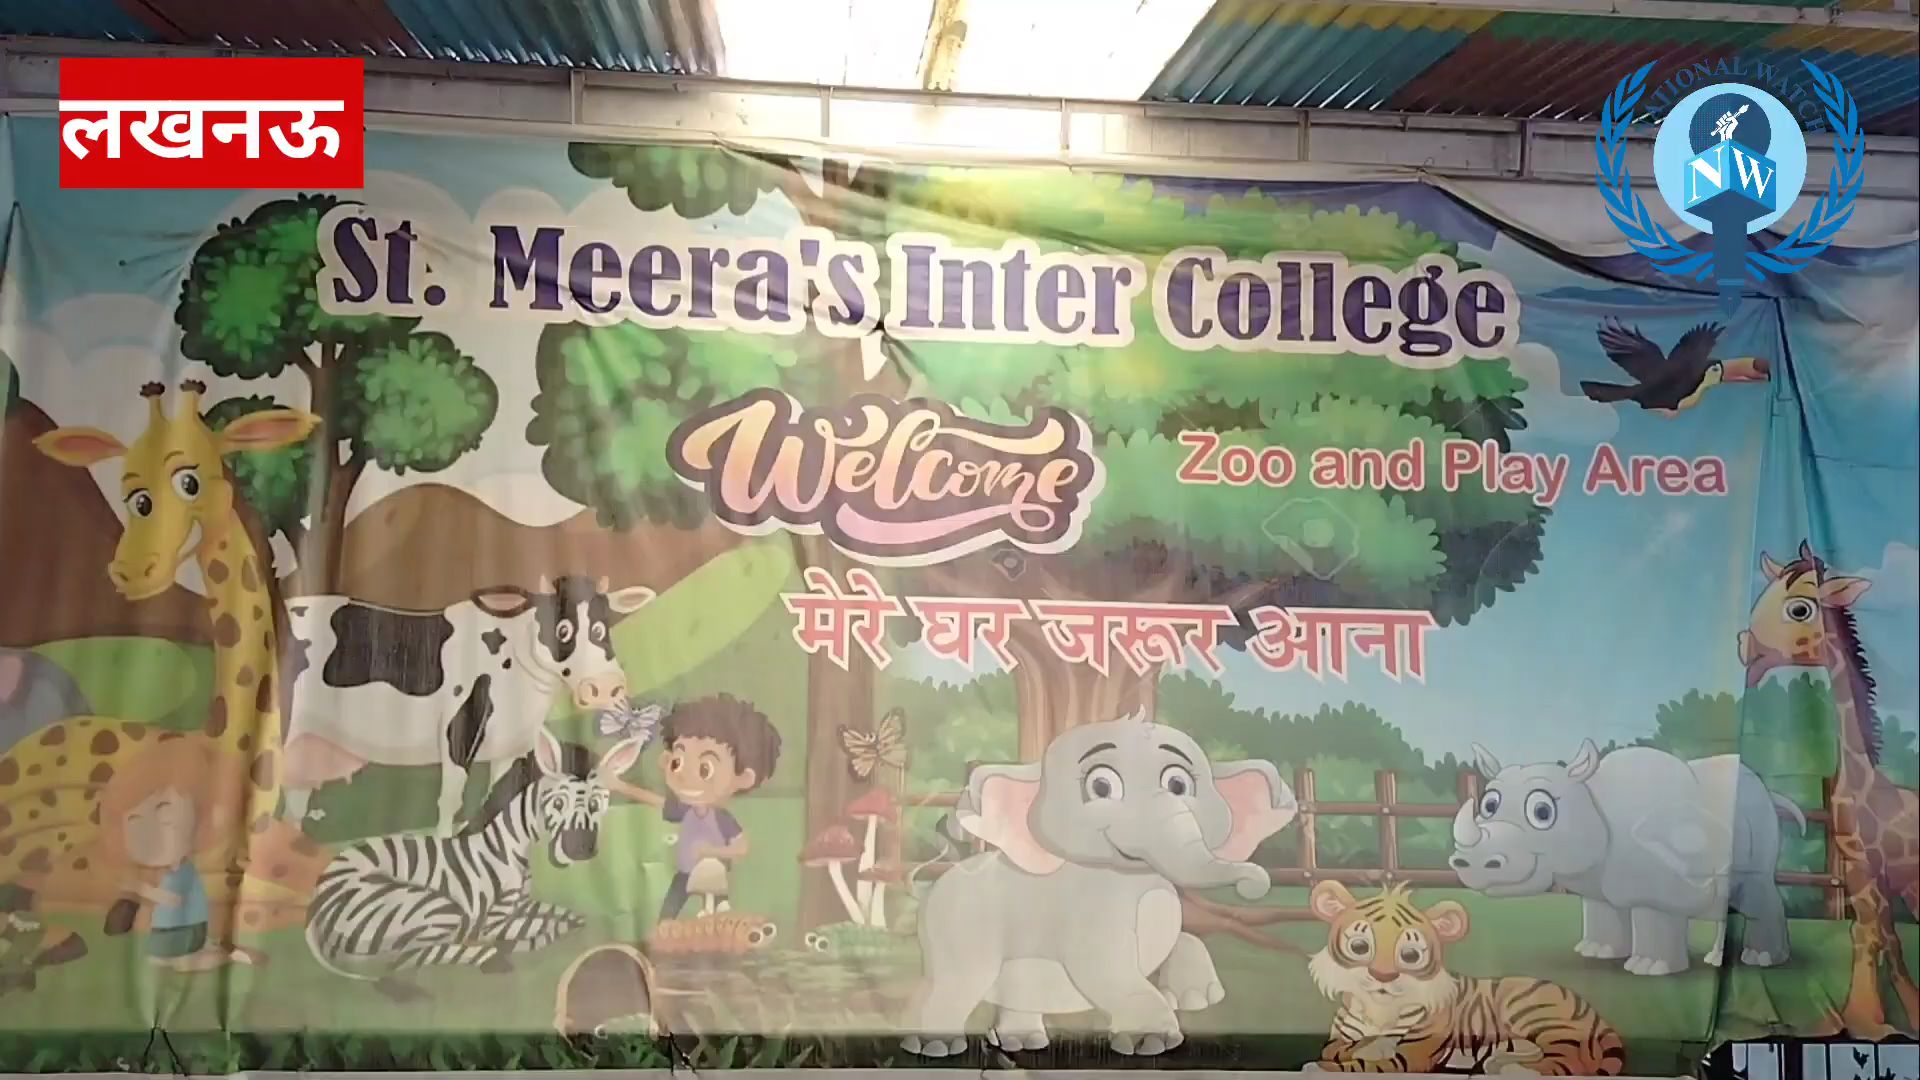 लखनऊ
NATIONAL WATCH
NW
St. Meera's Inter College
Welcome
Zoo and Play Area
मेरे घर जरूर आना